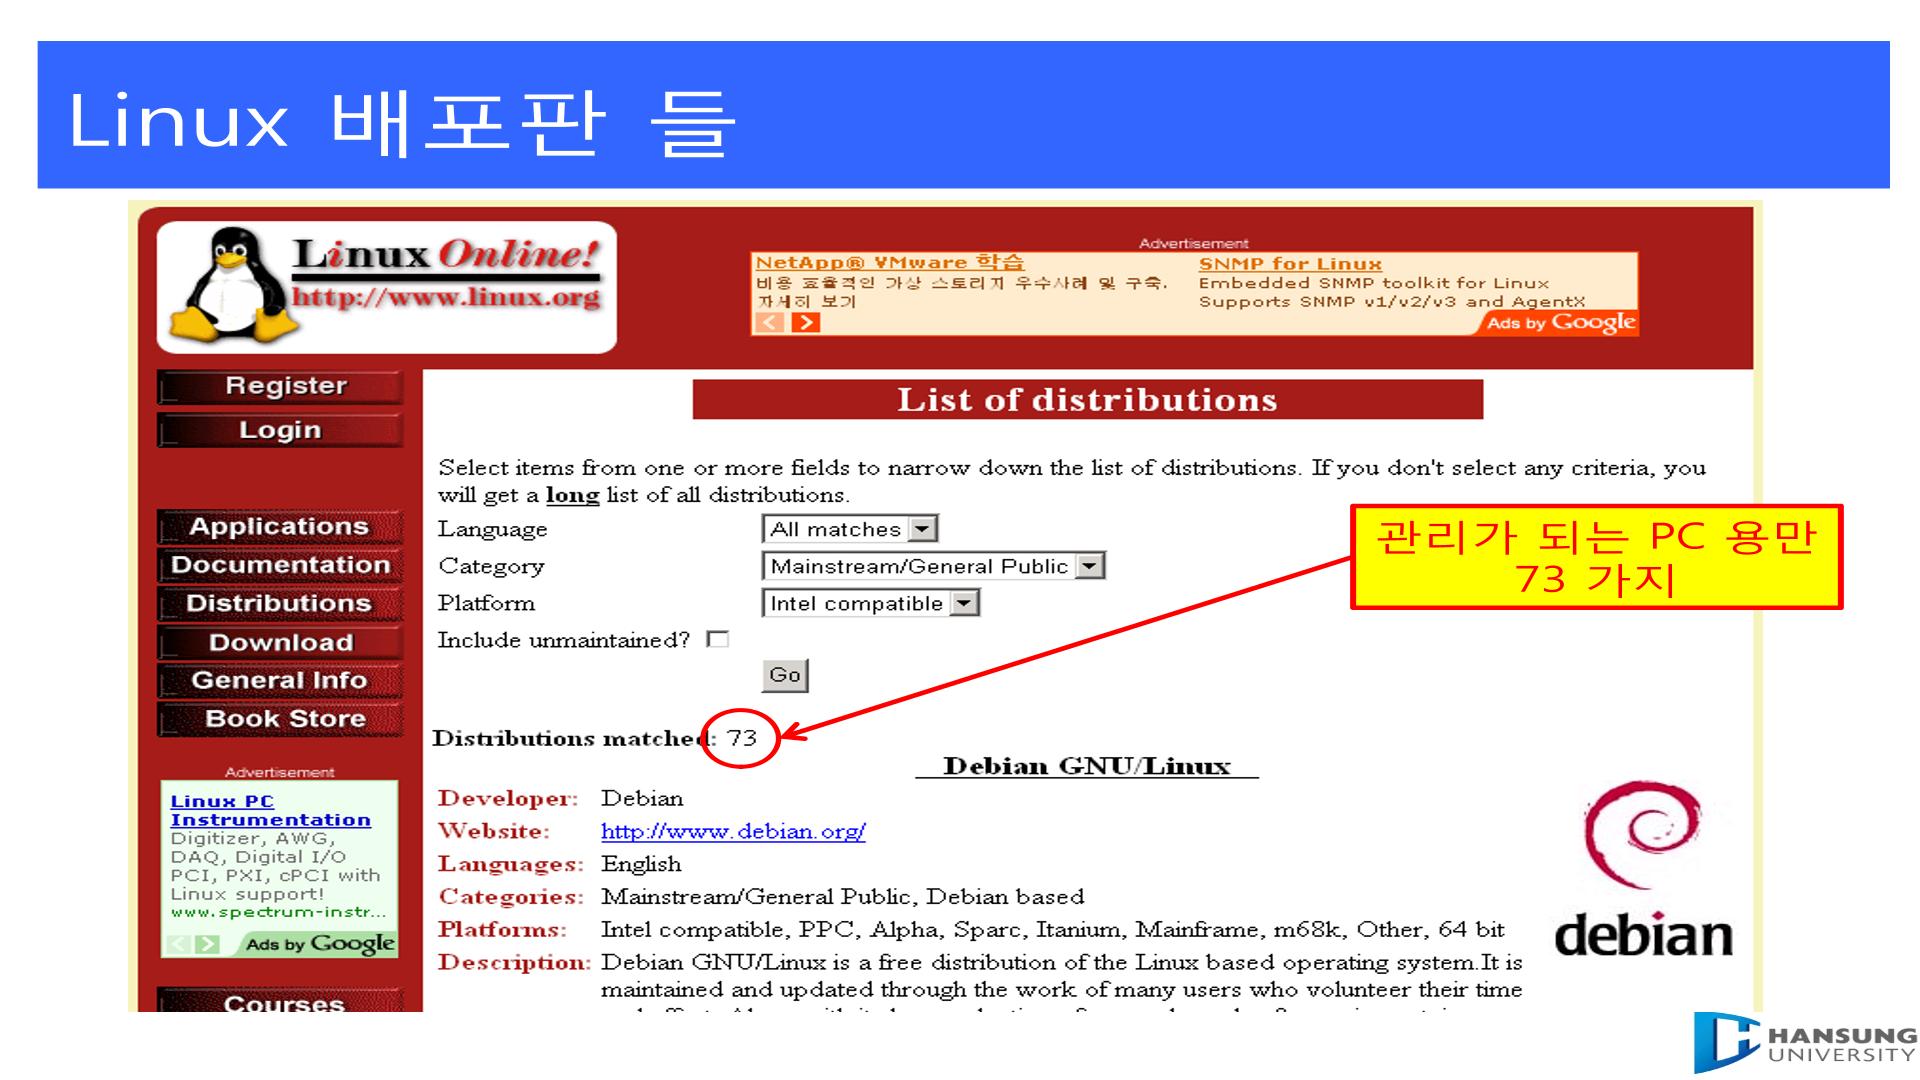 Linux 배포판 들
Linux Online!
http://www.linux.org
Advertisement
NetApp® VMware 학습
비용 효율적인 가상 스토리지 우수사례 및 구축.
자세히 보기
SNMP for Linux
Embedded SNMP toolkit for Linux
Supports SNMP v1/v2/v3 and AgentX
Ads by Google
Register
Login
Applications
Documentation
Distributions
Download
General Info
Book Store
Advertisement
Linux PC
Instrumentation
Digitizer, AWG,
DAQ, Digital I/O
PCI, PXI, cPCI with
Linux support!
www.spectrum-instr...
Ads by Google
Courses
List of distributions
Select items from one or more fields to narrow down the list of distributions. If you don't select any criteria, you
will get a long list of all distributions.
Language All matches
Category Mainstream/General Public
Platform Intel compatible
Include unmaintained?
Go
관리가 되는 PC 용만
73 가지
Distributions matched: 73
Debian GNU/Linux
Developer: Debian
Website: http://www.debian.org/
Languages: English
Categories: Mainstream/General Public, Debian based
Platforms: Intel compatible, PPC, Alpha, Sparc, Itanium, Mainframe, m68k, Other, 64 bit
Description: Debian GNU/Linux is a free distribution of the Linux based operating system.It is
maintained and updated through the work of many users who volunteer their time
debian
HANSUNG
UNIVERSITY